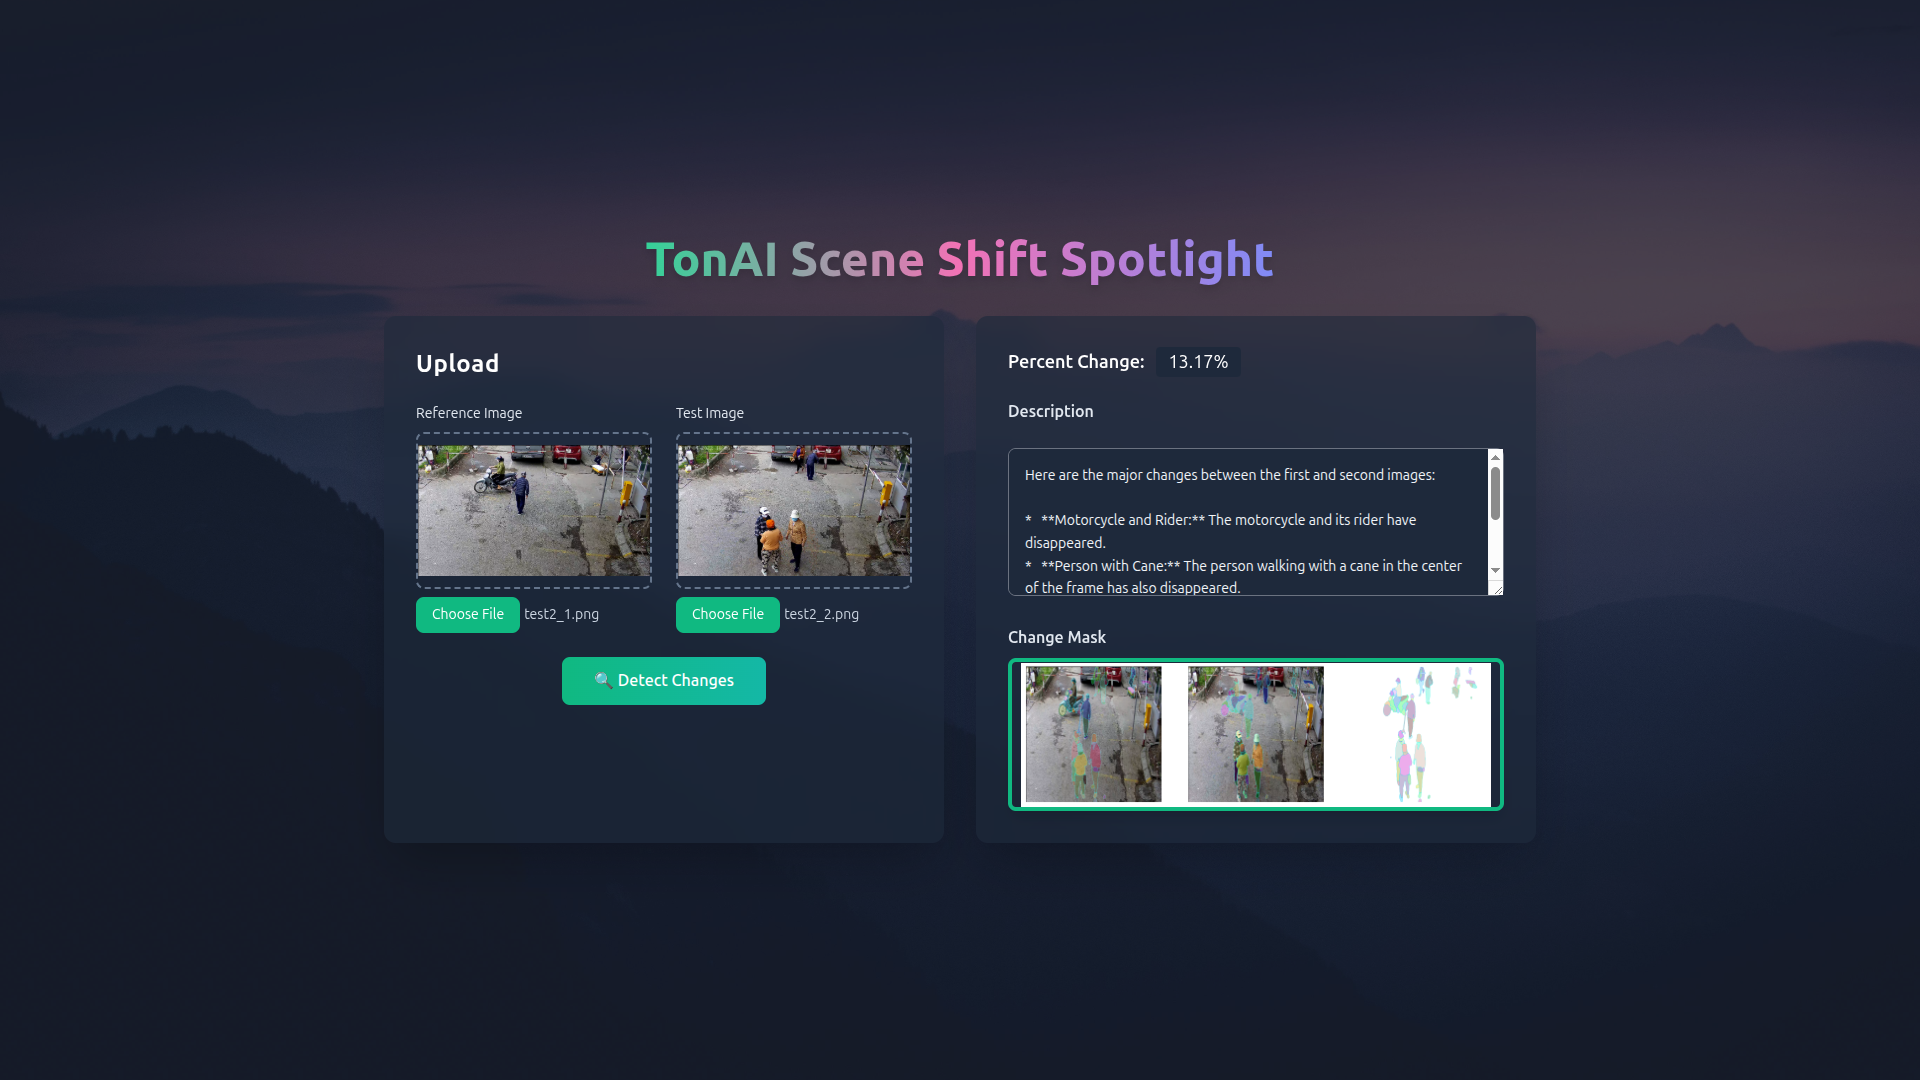 TonAI Scene Shift Spotlight
Upload
Reference Image
Test Image
Choose File test2_1.png
Choose File test2_2.png
🔍 Detect Changes
Percent Change: 13.17%
Description
Here are the major changes between the first and second images:
* **Motorcycle and Rider:** The motorcycle and its rider have
disappeared.
* **Person with Cane:** The person walking with a cane in the center
of the frame has also disappeared.
Change Mask